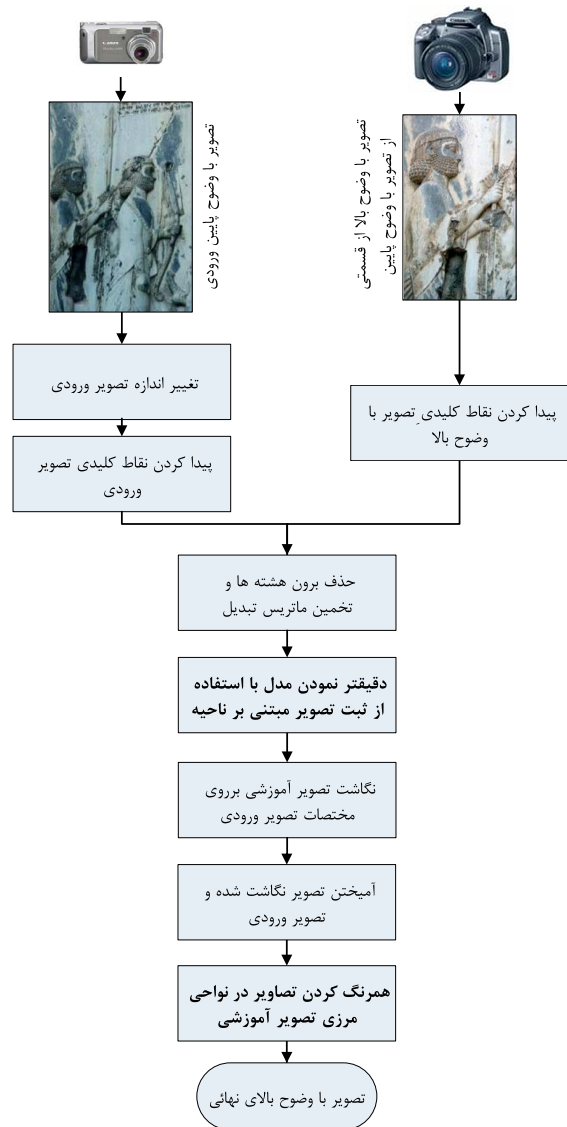 Canon
Canon
تصویر با وضوح پایین ورودی
تصویر با وضوح بالا از قسمتی
از تصویر با وضوح پایین
تغییر اندازه تصویر ورودی
پیدا کردن نقاط کلیدی تصویر
ورودی
پیدا کردن نقاط کلیدیِ تصویر با
وضوح بالا
حذف برون هشته ها و
تخمین ماتریس تبدیل
دقیقتر نمودن مدل با استفاده
از ثبت تصویر مبتنی بر ناحیه
نگاشت تصویر آموزشی برروی
مختصات تصویر ورودی
آمیختن تصویر نگاشت شده و
تصویر ورودی
همرنگ کردن تصاویر در نواحی
مرزی تصویر آموزشی
تصویر با وضوح بالای نهائی